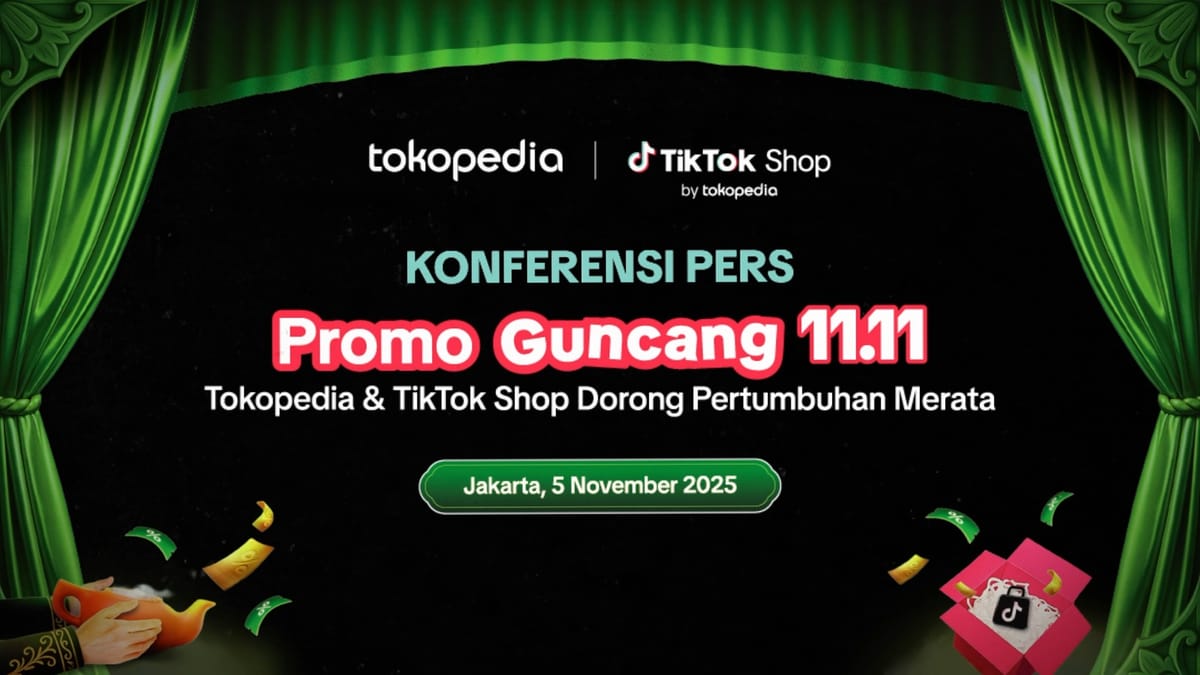 tokopedia | TikTok Shop
by tokopedia
KONFERENSI PERS
Promo Guncang 11.11
Tokopedia & TikTok Shop Dorong Pertumbuhan Merata
Jakarta, 5 November 2025
%
%
%
%